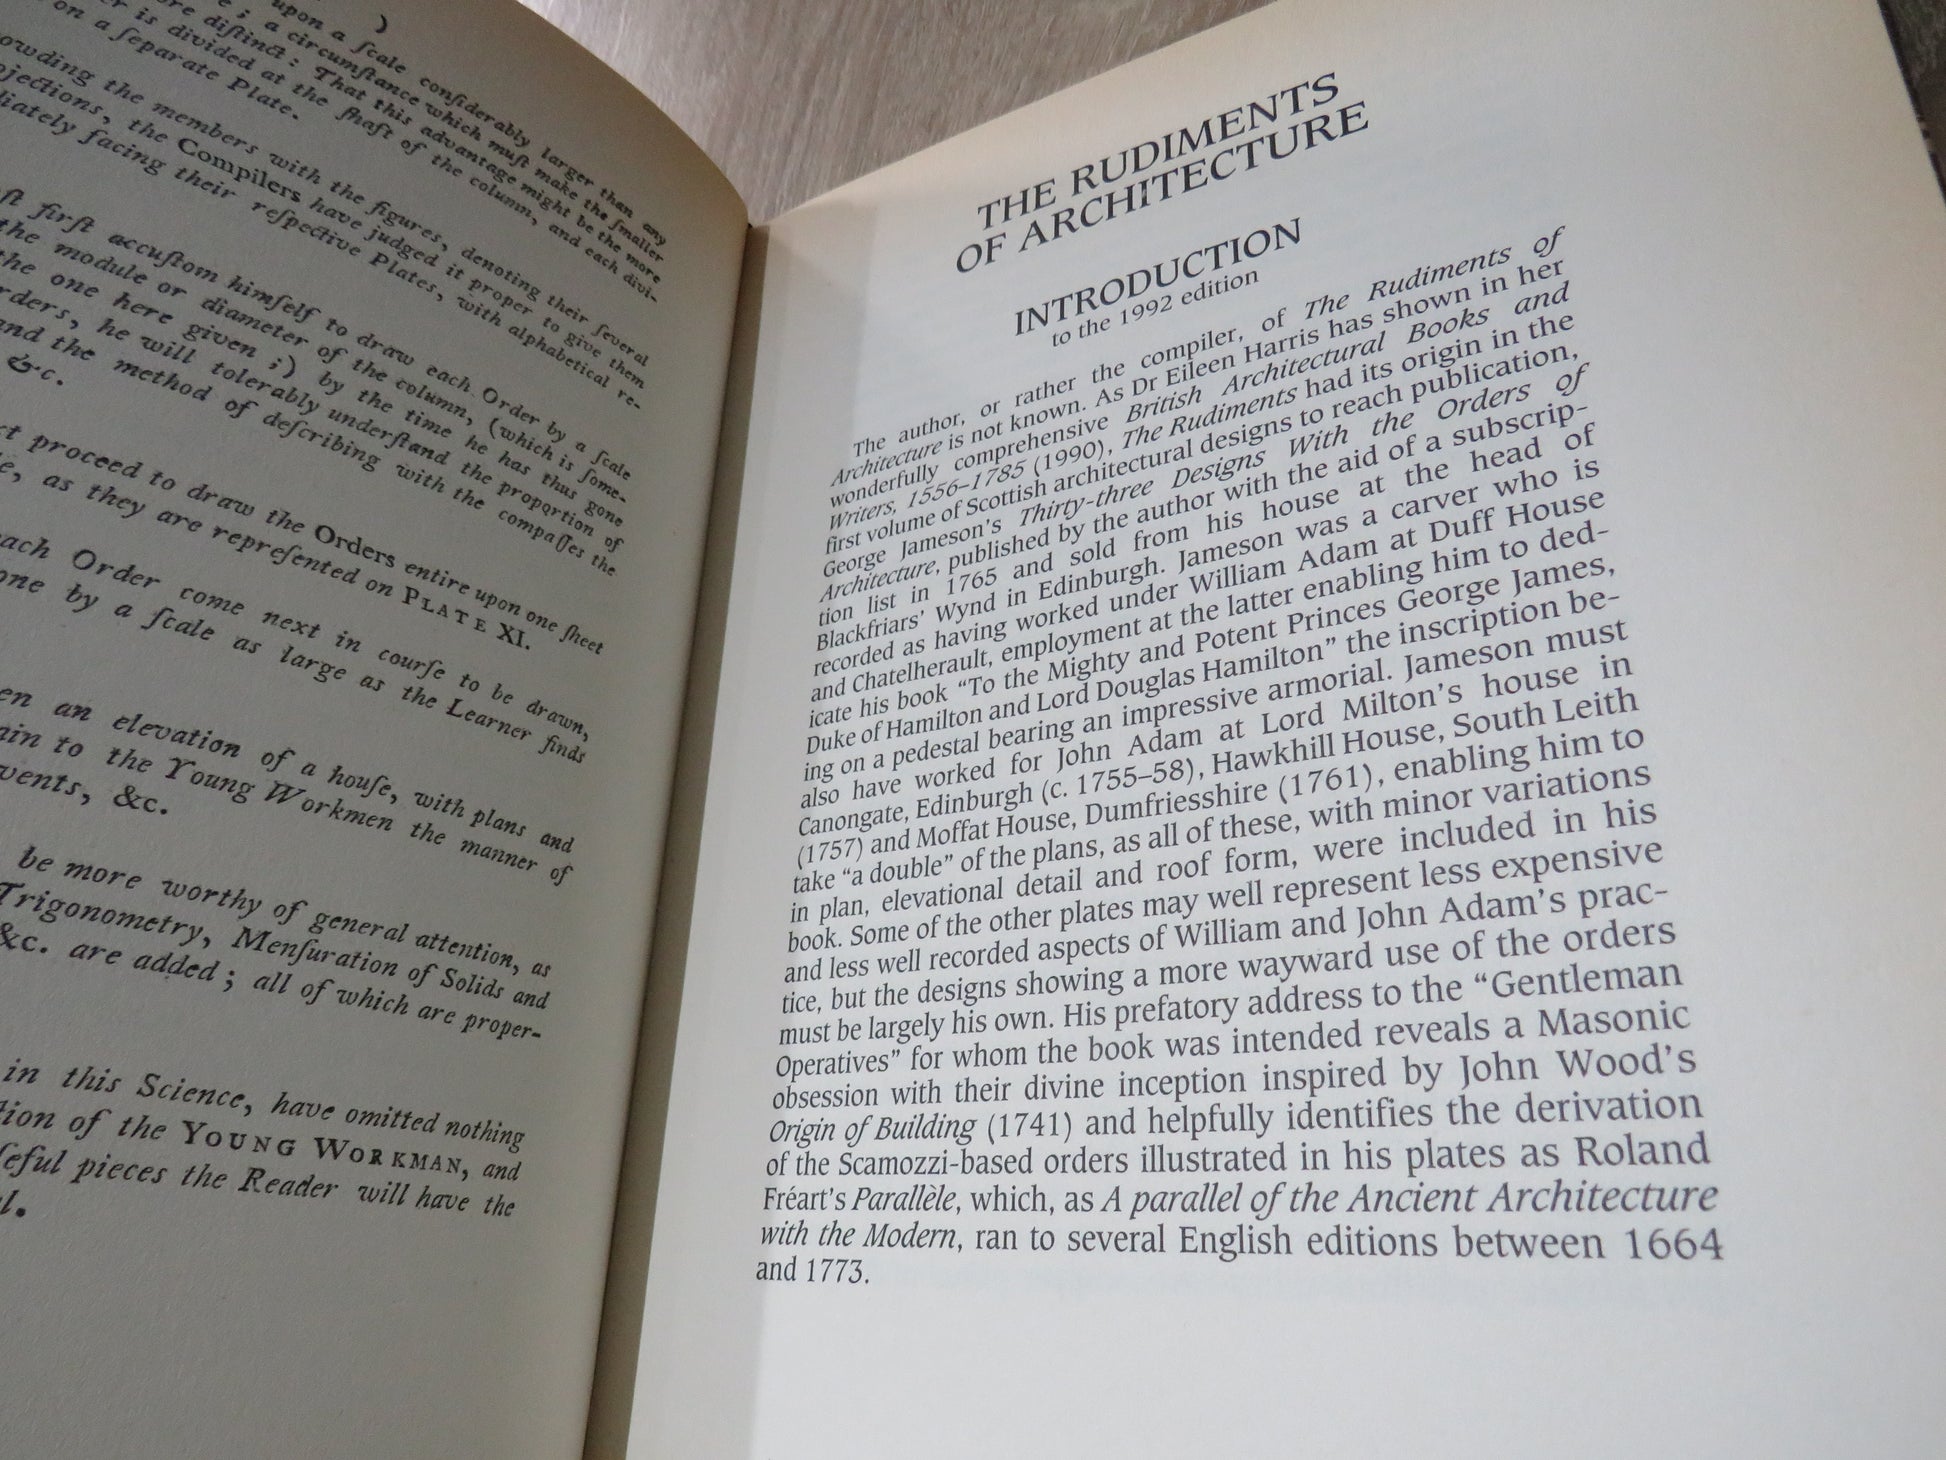 )
upon a ſcale conſiderably larger than any
; a circumſtance which muſt make the ſmaller
more diſtinct: That this advantage might be the more
is divided at the ſhaft of the column, and each divi-
on a ſeparate Plate.
the members with the figures, denoting their ſeveral
the Compilers have judged it proper to give them
facing their reſpective Plates, with alphabetical re-
firſt accuſtom himſelf to draw each Order by a ſcale
the module or diameter of the column, (which is ſome-
the one here given;) by the time he has thus gone
he will tolerably underſtand the proportion of
and the method of deſcribing with the compaſſes the
&c.
proceed to draw the Orders entire upon one ſheet
as they are repreſented on PLATE XI.
Order come next in courſe to be drawn,
by a ſcale as large as the Learner finds
an elevation of a houſe, with plans and
to the Young Workmen the manner of
&c.
be more worthy of general attention, as
Trigonometry, Menſuration of Solids and
&c. are added; all of which are proper-
in this Science, have omitted nothing
of the YOUNG WORKMAN, and
pieces the Reader will have the
THE RUDIMENTS
OF ARCHITECTURE
INTRODUCTION
to the 1992 edition
The author, or rather the compiler, of The Rudiments of
Architecture is not known. As Dr Eileen Harris has shown in her
wonderfully comprehensive British Architectural Books and
Writers, 1556–1785 (1990), The Rudiments had its origin in the
first volume of Scottish architectural designs to reach publication,
George Jameson's Thirty-three Designs With the Orders of
Architecture, published by the author with the aid of a subscrip-
tion list in 1765 and sold from his house at the head of
Blackfriars' Wynd in Edinburgh. Jameson was a carver who is
recorded as having worked under William Adam at Duff House
and Chatelherault, employment at the latter enabling him to ded-
icate his book “To the Mighty and Potent Princes George James,
Duke of Hamilton and Lord Douglas Hamilton” the inscription be-
ing on a pedestal bearing an impressive armorial. Jameson must
also have worked for John Adam at Lord Milton's house in
Canongate, Edinburgh (c. 1755–58), Hawkhill House, South Leith
(1757) and Moffat House, Dumfriesshire (1761), enabling him to
take “a double” of the plans, as all of these, with minor variations
in plan, elevational detail and roof form, were included in his
book. Some of the other plates may well represent less expensive
and less well recorded aspects of William and John Adam's prac-
tice, but the designs showing a more wayward use of the orders
must be largely his own. His prefatory address to the “Gentleman
Operatives” for whom the book was intended reveals a Masonic
obsession with their divine inception inspired by John Wood's
Origin of Building (1741) and helpfully identifies the derivation
of the Scamozzi-based orders illustrated in his plates as Roland
Fréart's Parallèle, which, as A parallel of the Ancient Architecture
with the Modern, ran to several English editions between 1664
and 1773.